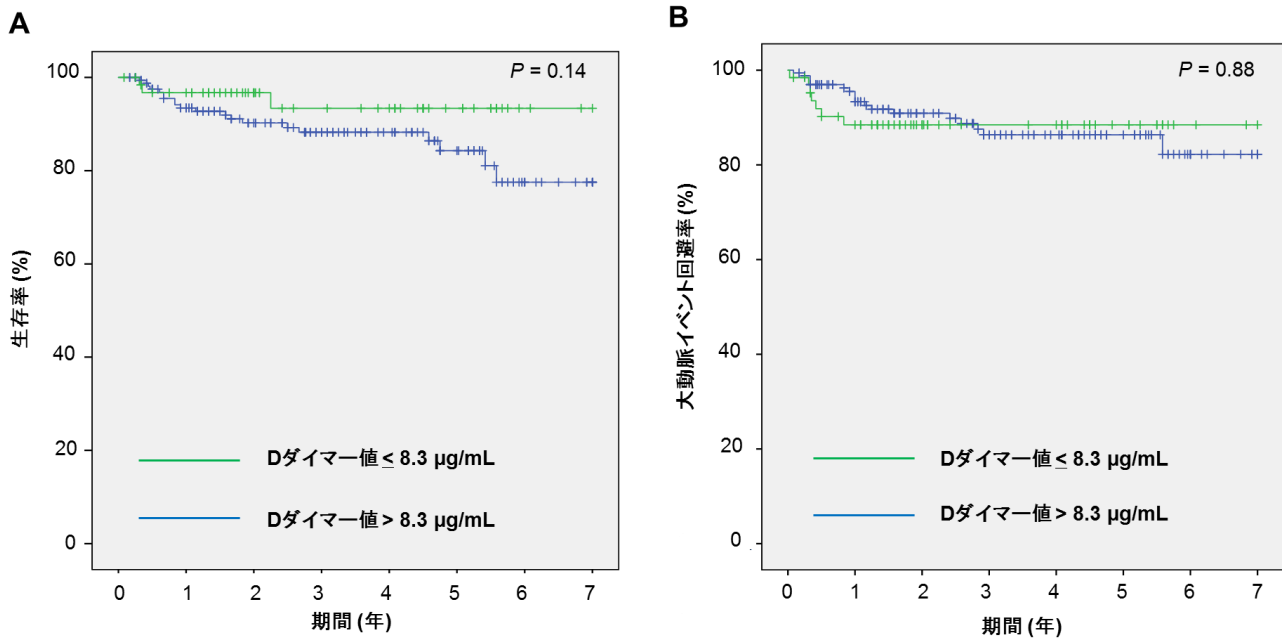 A
P = 0.14
生存率 (%)
100
80
60
40
20
0
Dダイマー値 ≤ 8.3 μg/mL
Dダイマー値 > 8.3 μg/mL
0 1 2 3 4 5 6 7
期間 (年)
B
P = 0.88
大動脈イベント回避率 (%)
100
80
60
40
20
0
Dダイマー値 ≤ 8.3 μg/mL
Dダイマー値 > 8.3 μg/mL
0 1 2 3 4 5 6 7
期間 (年)